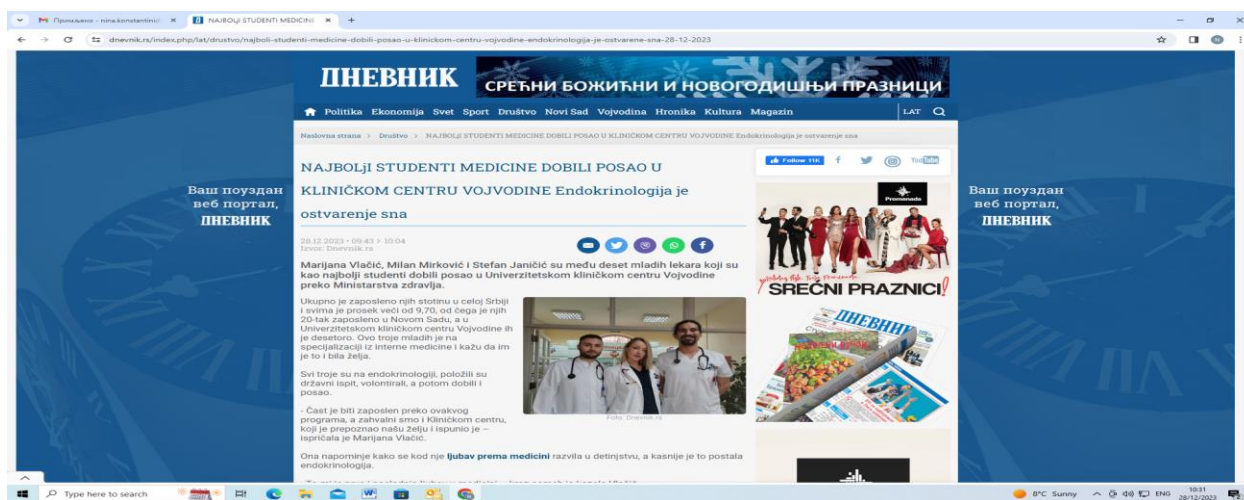 Примљено - nina.konstantinić
NAJBOLJI STUDENTI MEDICINE
dnevnik.rs/index.php/lat/drustvo/najboli-studenti-medicine-dobili-posao-u-klinickom-centru-vojvodine-endokrinologija-je-ostvarene-sna-28-12-2023
ДНЕВНИК
СРЕЋНИ БОЖИЋНИ И НОВОГОДИШЊИ ПРАЗНИЦИ
Politika Ekonomija Svet Sport Društvo Novi Sad Vojvodina Hronika Kultura Magazin LAT
Naslovna strana > Društvo > NAJBOLjI STUDENTI MEDICINE DOBILI POSAO U KLINIČKOM CENTRU VOJVODINE Endokrinologija je ostvarenje sna
NAJBOLjI STUDENTI MEDICINE DOBILI POSAO U
KLINIČKOM CENTRU VOJVODINE Endokrinologija je
ostvarenje sna
28.12.2023 • 09:43 > 10:04
Izvor: Dnevnik.rs
Marijana Vlačić, Milan Mirković i Stefan Janičić su među deset mladih lekara koji su
kao najbolji studenti dobili posao u Univerzitetskom kliničkom centru Vojvodine
preko Ministarstva zdravlja.
Ukupno je zaposleno njih stotinu u celoj Srbiji
i svima je prosek veći od 9,70, od čega je njih
20-tak zaposleno u Novom Sadu, a u
Univerzitetskom kliničkom centru Vojvodine ih
je desetoro. Ovo troje mladih je na
specijalizaciji iz interne medicine i kažu da im
je to i bila želja.
Svi troje su na endokrinologiji, položili su
državni ispit, volontirali, a potom dobili i
posao.
- Čast je biti zaposlen preko ovakvog
programa, a zahvalni smo i Kliničkom centru,
koji je prepoznao našu želju i ispunio je –
ispričala je Marijana Vlačić.
Foto: Dnevnik.rs
Ona napominje kako se kod nje ljubav prema medicini razvila u detinjstvu, a kasnije je to postala
endokrinologija.
Follow 11K
You Tube
Promenada
SREĆNI PRAZNICI!
ДНЕВНИК
Ваш поуздан
веб портал,
ДНЕВНИК
Ваш поуздан
веб портал,
ДНЕВНИК
Type here to search
8°C Sunny
ENG
10:31
28/12/2023